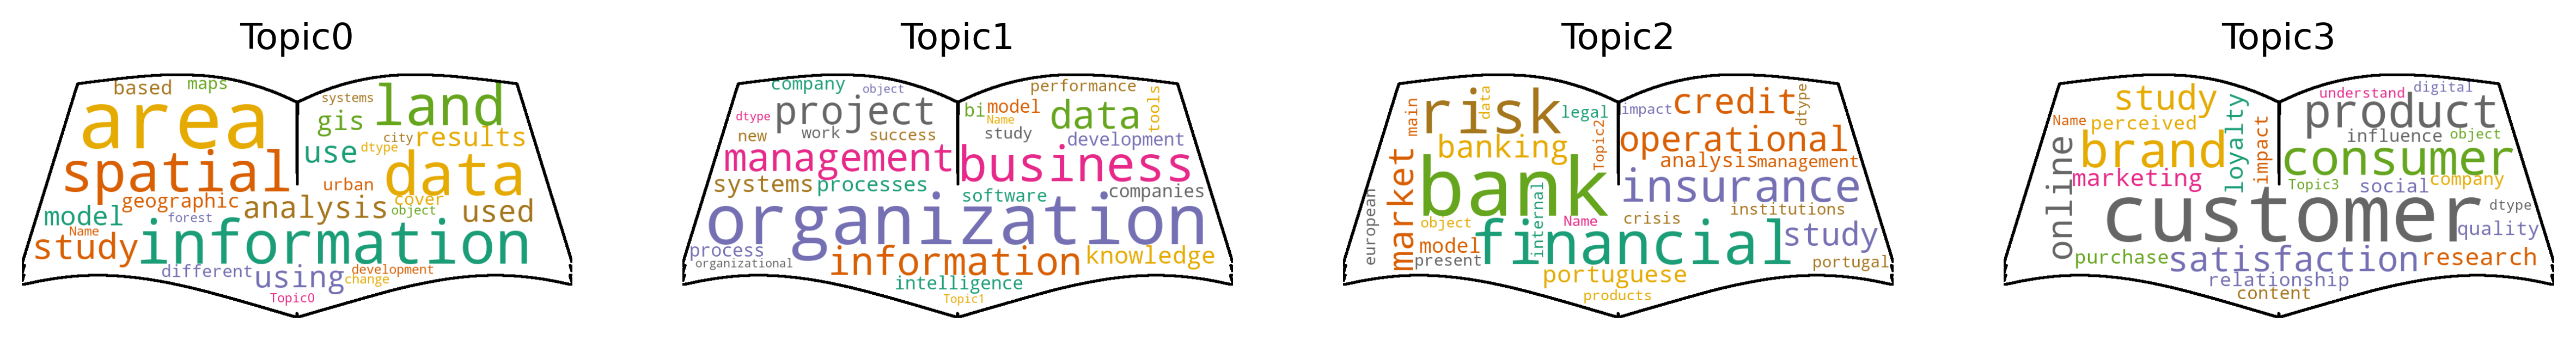 Topic0
based maps
systems land
area
gis
city results
use dtype
spatial data
urban
geographic cover
model analysis object used
forest
Name
study information
different using development
change
Topic0
Topic1
company object performance
project bi model data tools
dtype Name
new work success study development
management business
systems processes software companies
organization
process
organizational information knowledge
intelligence
Topic1
Topic2
main risk data legal impact credit dtype
banking Topic2 operational
analysis management
market bank insurance
european internal institutions
object Name crisis
model financial study
present portuguese portugal
products
Topic3
study understand digital
Name perceived loyalty impact product
influence object
online brand consumer
marketing Topic3 social company
customer dtype
quality
purchase satisfaction research
relationship
content